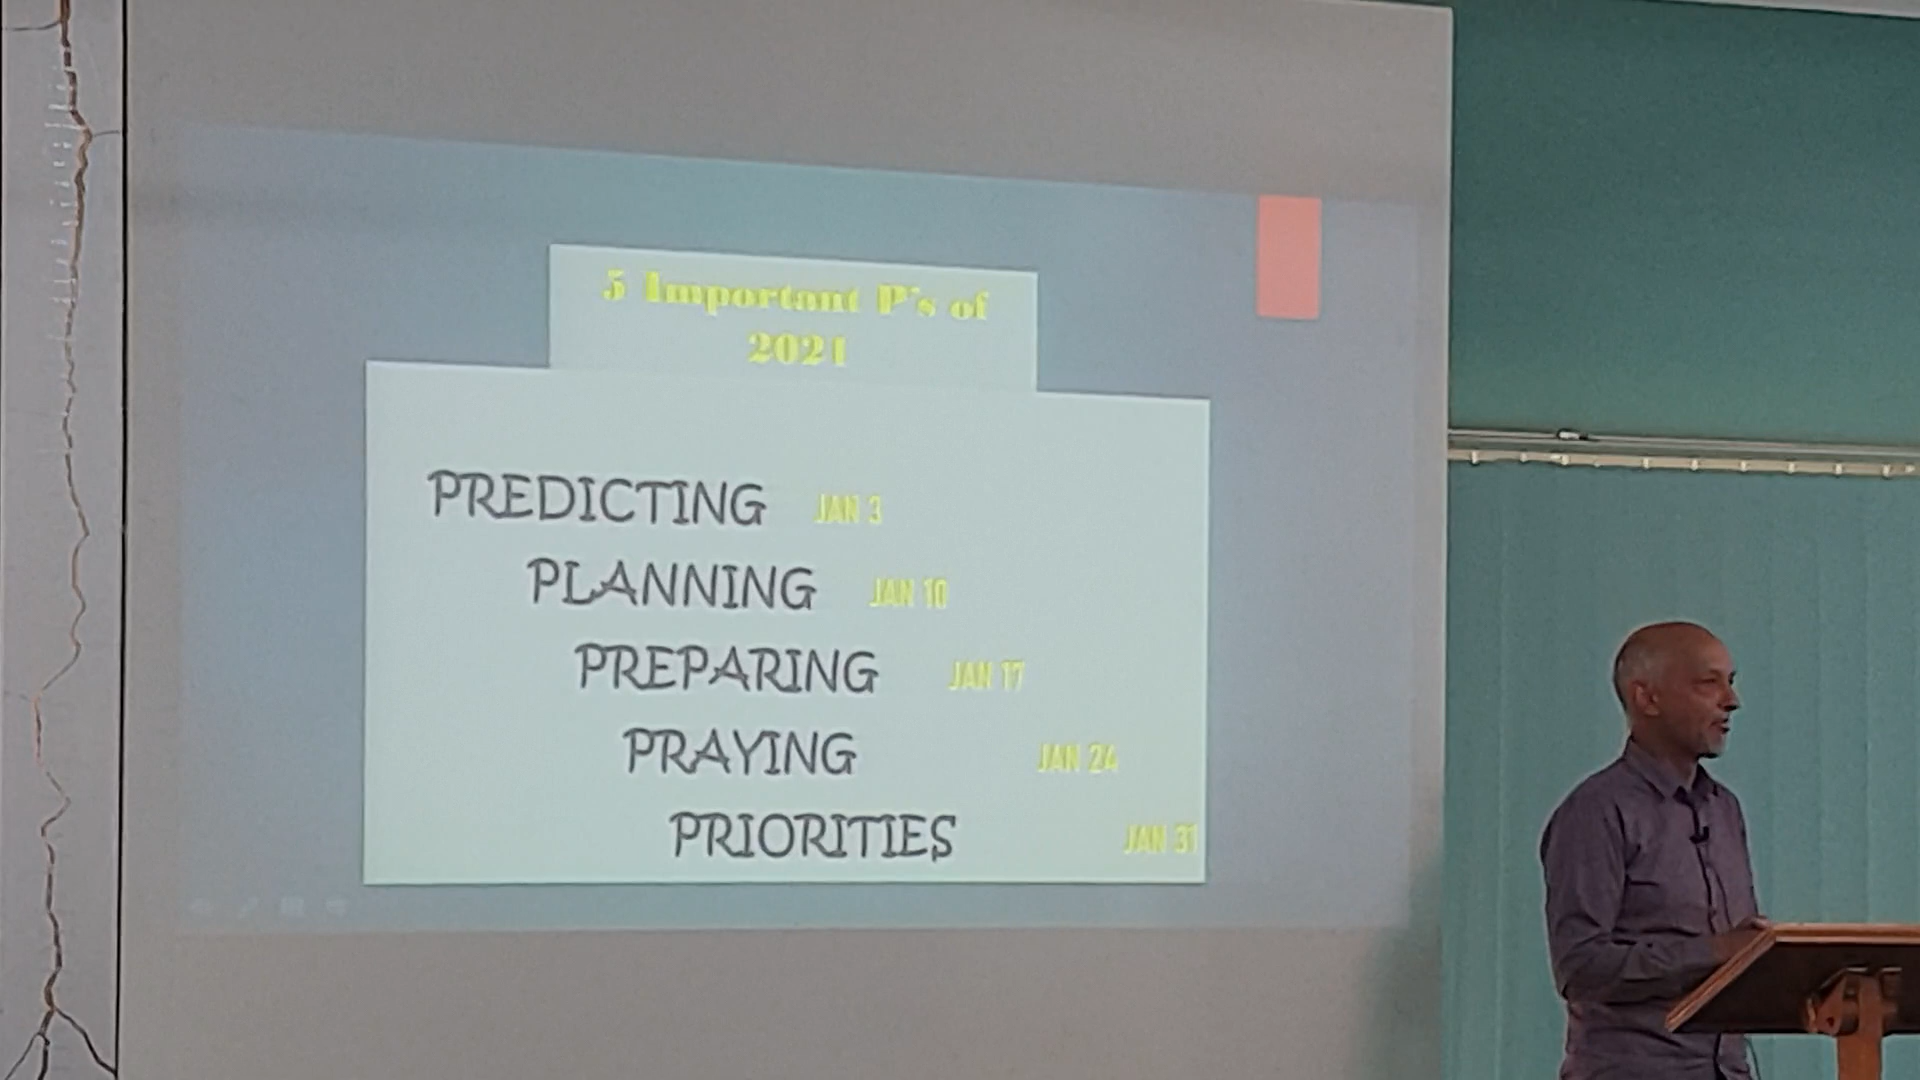 5 Important P's of
2021
PREDICTING JAN 3
PLANNING JAN 10
PREPARING JAN 17
PRAYING JAN 24
PRIORITIES JAN 31